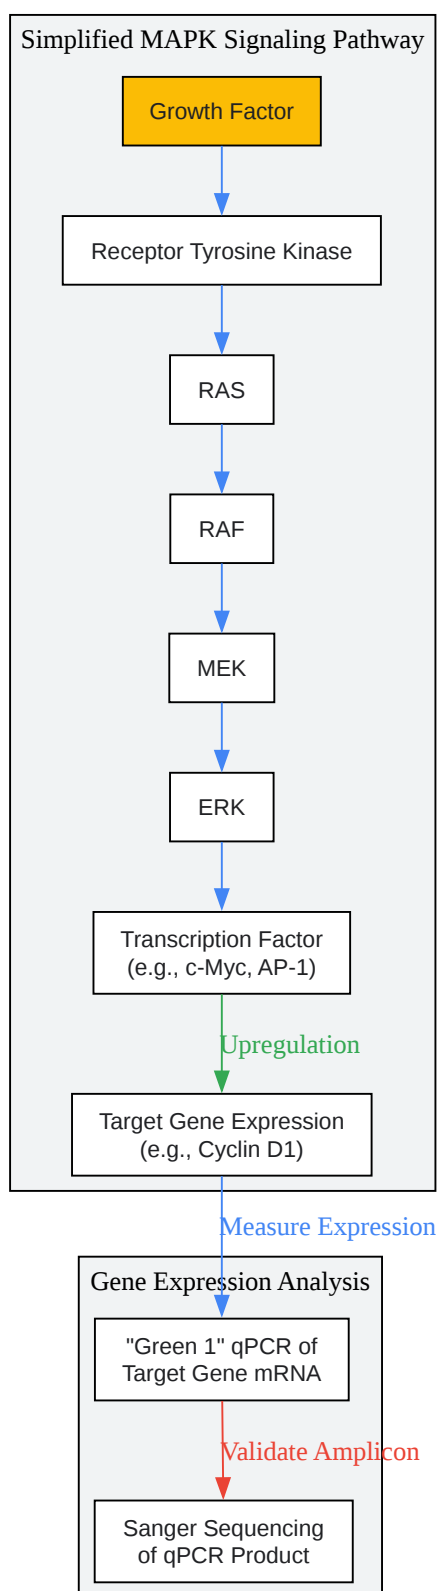 Simplified MAPK Signaling Pathway
Growth Factor
Receptor Tyrosine Kinase
RAS
RAF
MEK
ERK
Transcription Factor
(e.g., c-Myc, AP-1)
Upregulation
Target Gene Expression
(e.g., Cyclin D1)
Measure Expression
Gene Expression Analysis
"Green 1" qPCR of
Target Gene mRNA
Validate Amplicon
Sanger Sequencing
of qPCR Product